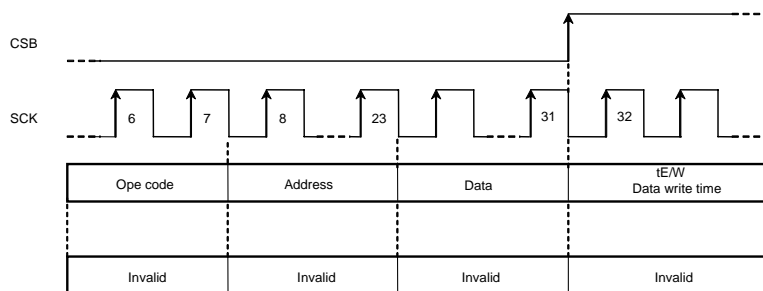 CSB
SCK
6 7 8 23 31 32
Ope code Address Data tE/W
Data write time
Invalid Invalid Invalid Invalid